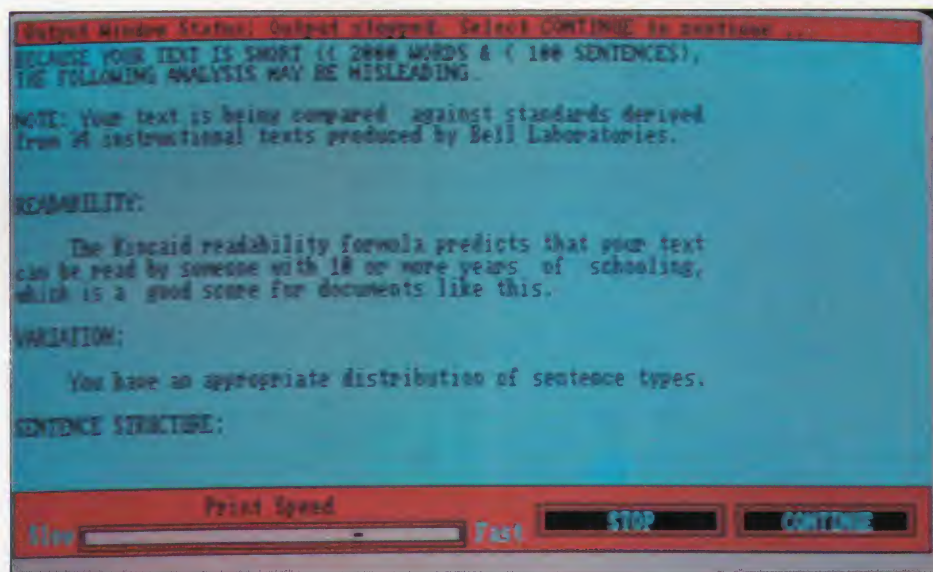 Output Window Status: Output stopped. Select CONTINUE to continue ...
BECAUSE YOUR TEXT IS SHORT (< 2000 WORDS & < 100 SENTENCES),
THE FOLLOWING ANALYSIS MAY BE MISLEADING.
NOTE: Your text is being compared against standards derived
from instructional texts produced by Bell Laboratories.
READABILITY:
The Kincaid readability formula predicts that your text
can be read by someone with 10 or more years of schooling,
which is a good score for documents like this.
VARIATION:
You have an appropriate distribution of sentence types.
SENTENCE STRUCTURE:
Print Speed
Slow Fast STOP CONTINUE